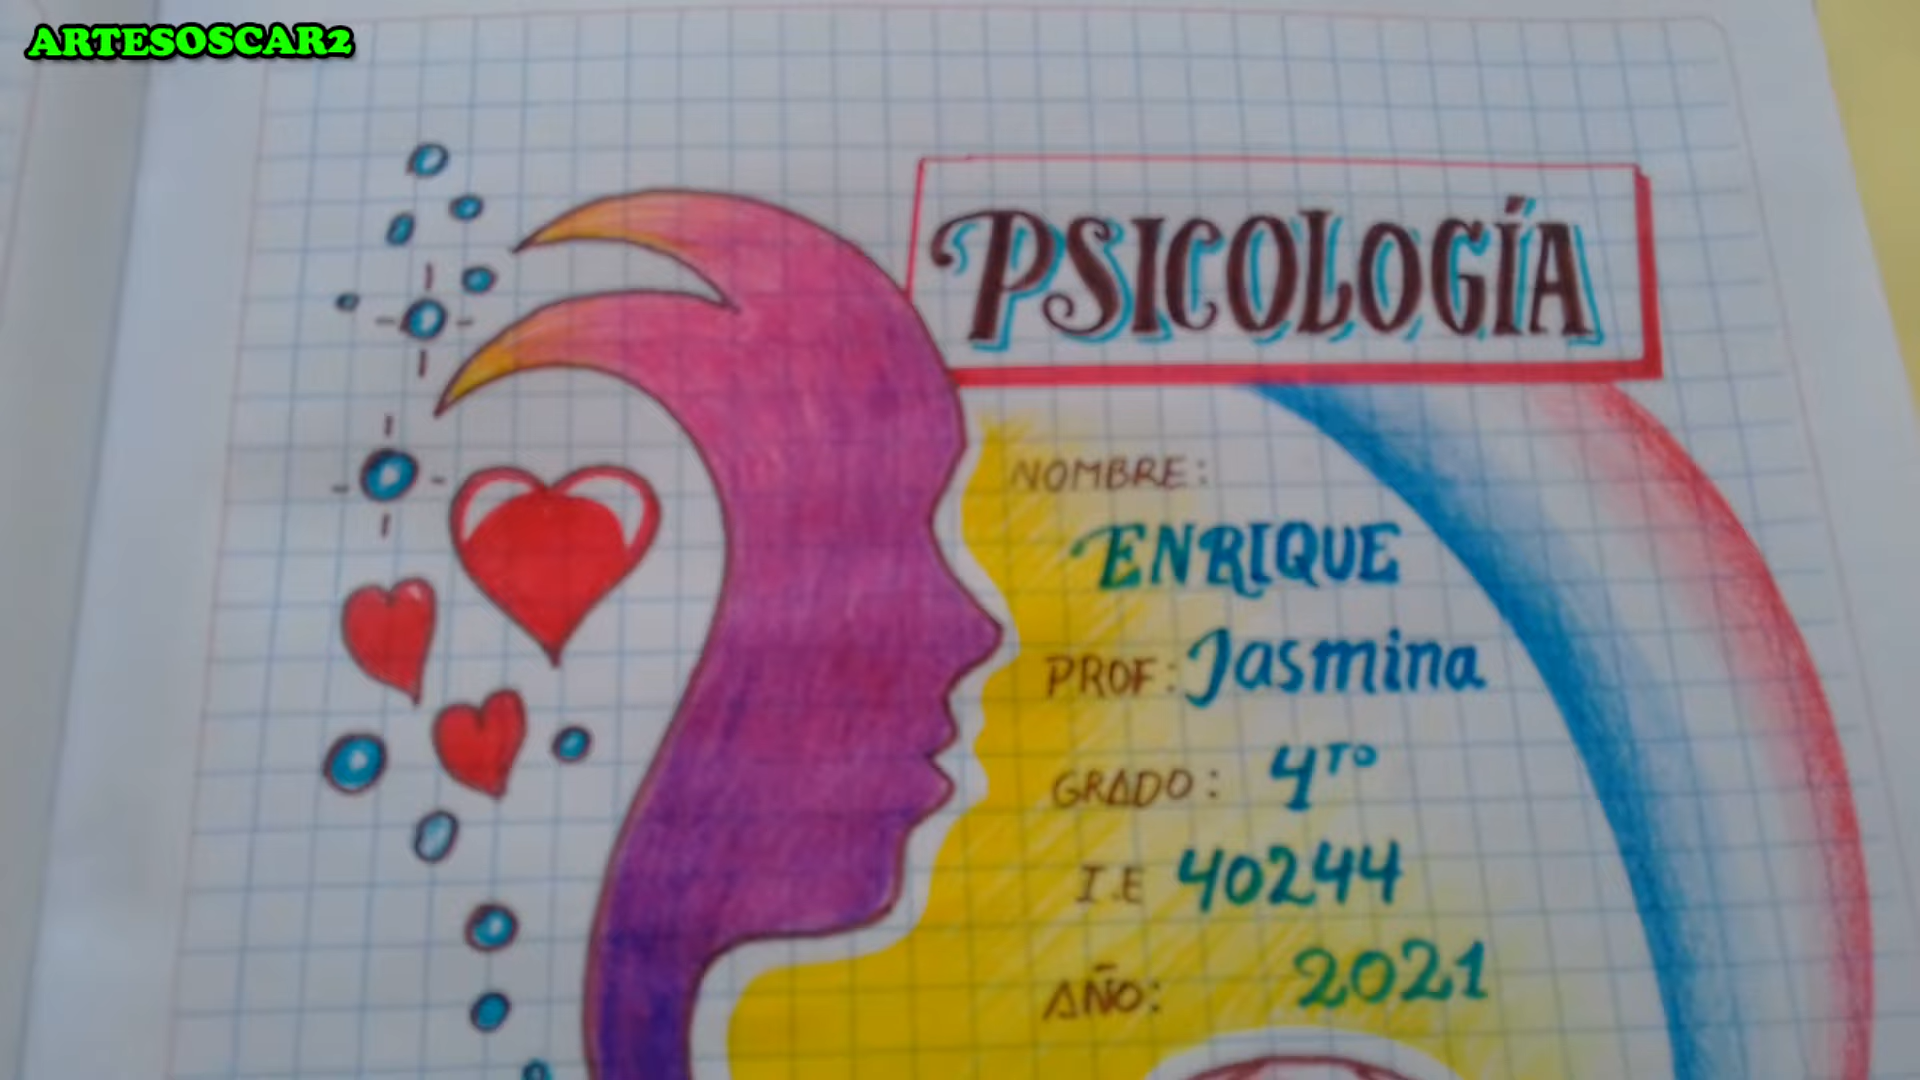 ARTESOSCAR2
PSICOLOGÍA
NOMBRE:
ENRIQUE
PROF: Jasmina
GRADO: 4TO
I.E 40244
AÑO: 2021